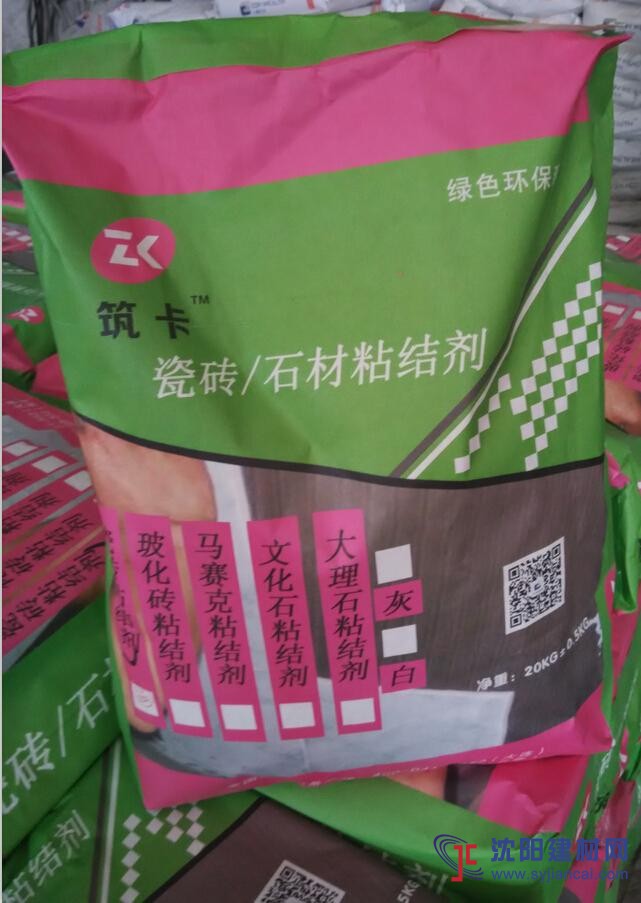 绿色环保
ZK
筑卡™
瓷砖/石材粘结剂
玻化砖粘结剂
马赛克粘结剂
文化石粘结剂
大理石粘结剂
灰
白
净重：20KG±0.5KG
瓷砖/石
粘结剂
沈阳建材网
www.syjiancai.com